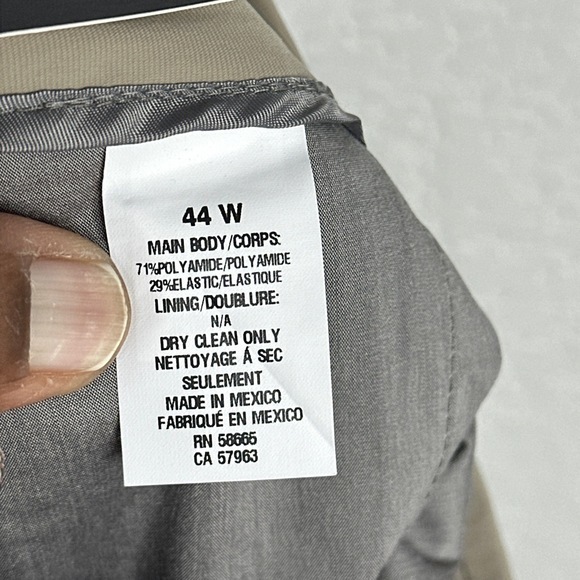 44 W
MAIN BODY/CORPS:
71%POLYAMIDE/POLYAMIDE
29%ELASTIC/ELASTIQUE
LINING/DOUBLURE:
N/A
DRY CLEAN ONLY
NETTOYAGE Á SEC
SEULEMENT
MADE IN MEXICO
FABRIQUÉ EN MEXICO
RN 58665
CA 57963